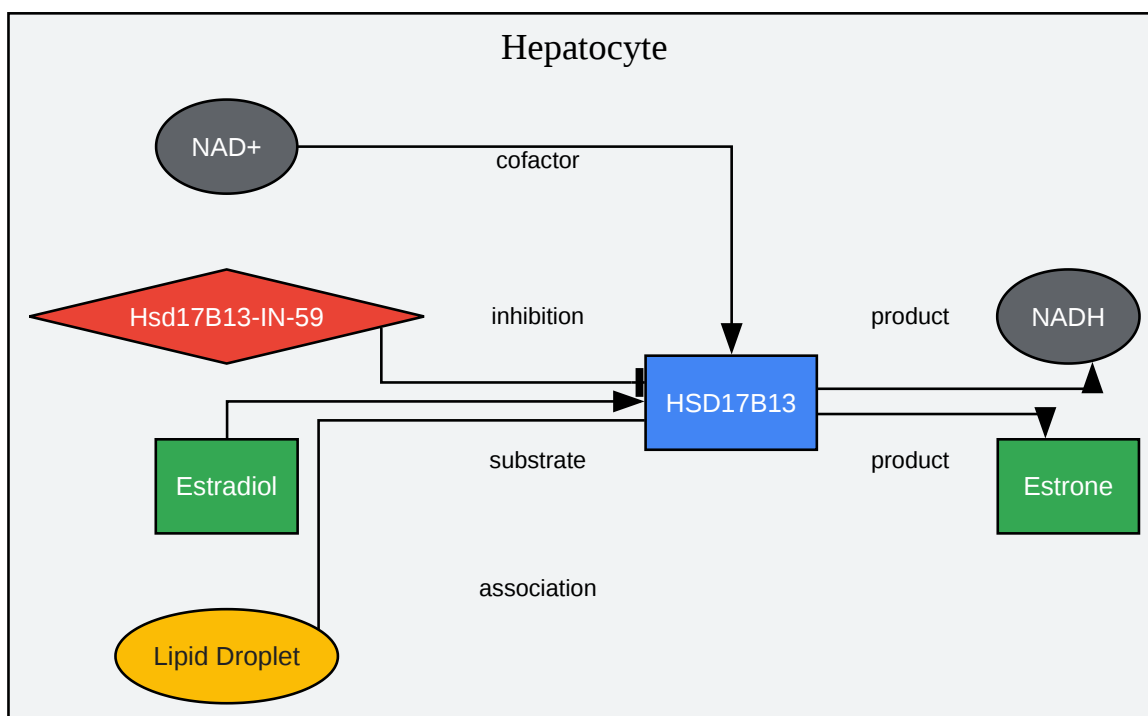 Hepatocyte
NAD+
cofactor
Hsd17B13-IN-59
inhibition
product
NADH
HSD17B13
Estradiol
substrate
product
Estrone
association
Lipid Droplet